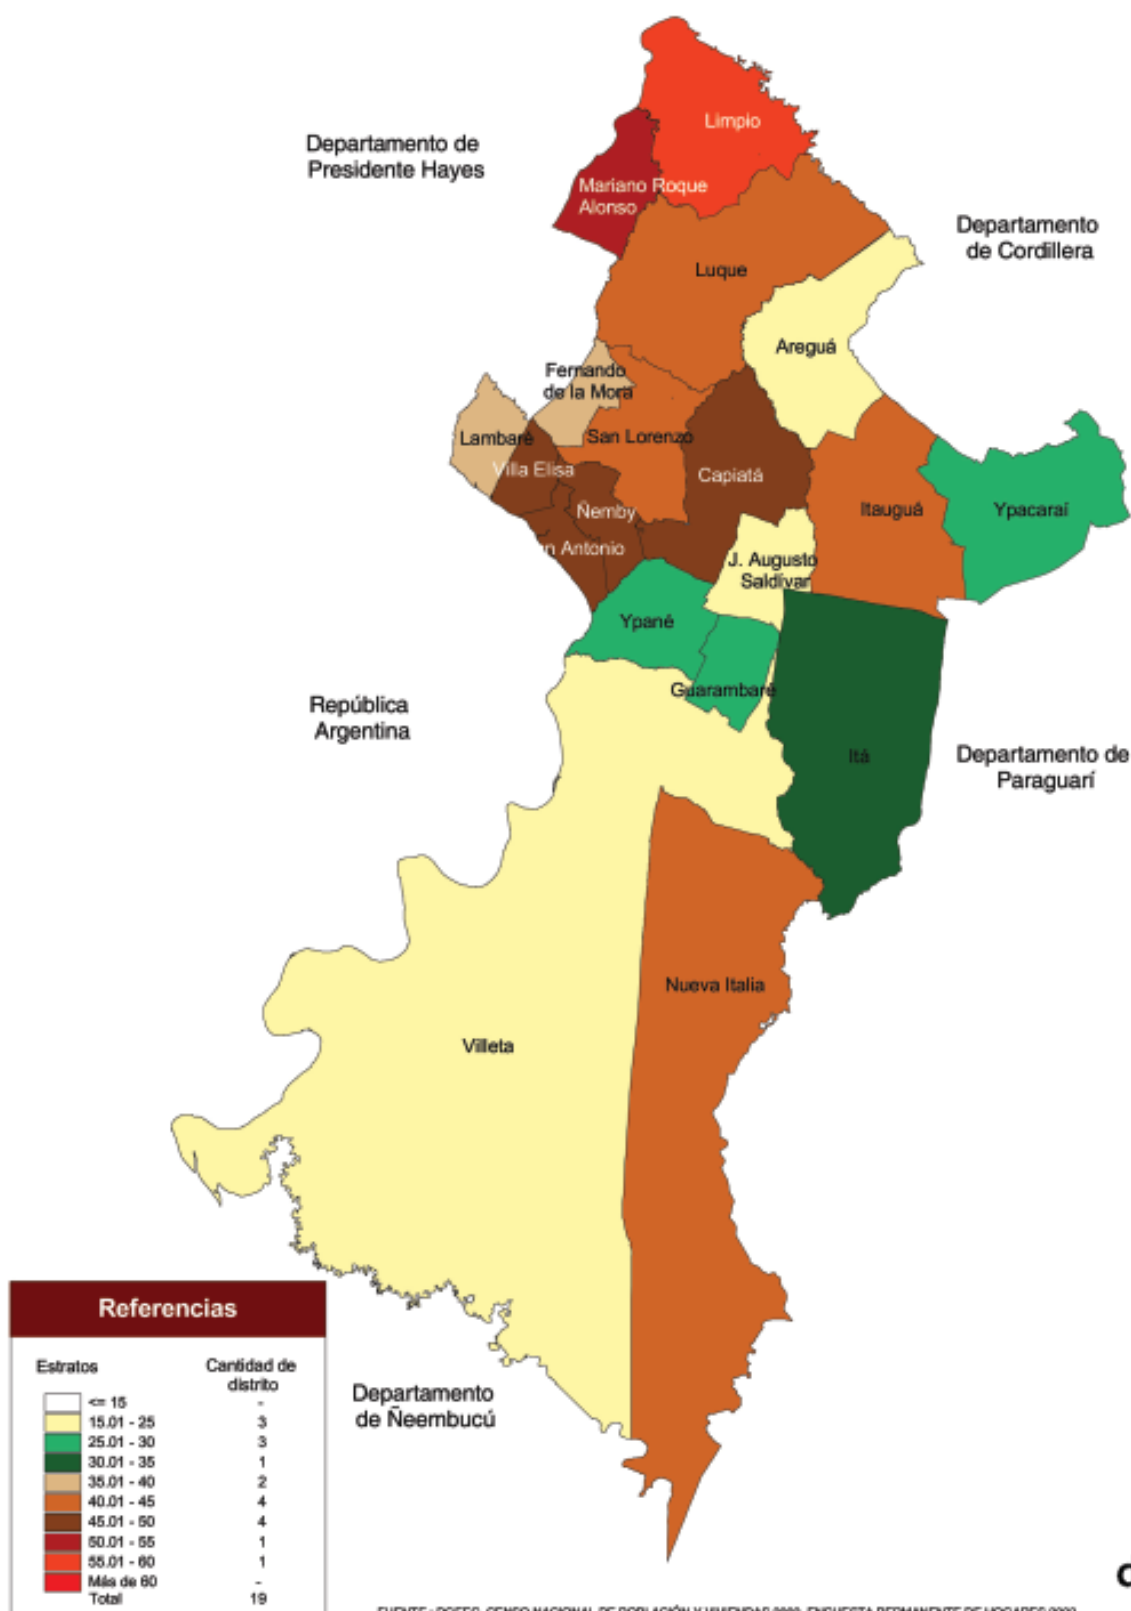 Limpio
Departamento de
Presidente Hayes
Mariano Roque
Alonso
Departamento
de Cordillera
Luque
Areguá
Fernando
de la Mora
Lambaré
San Lorenzo
Villa Elisa
Capiatá
Ñemby
Itauguá
Ypacaraí
n Antonio
J. Augusto
Saldívar
Ypané
Guarambaré
República
Argentina
Itá
Departamento de
Paraguarí
Nueva Italia
Villeta
Departamento
de Ñeembucú
Referencias
Estratos Cantidad de
distrito
<= 15 -
15.01 - 25 3
25.01 - 30 3
30.01 - 35 1
35.01 - 40 2
40.01 - 45 4
45.01 - 50 4
50.01 - 55 1
55.01 - 60 1
Más de 60 -
Total 19